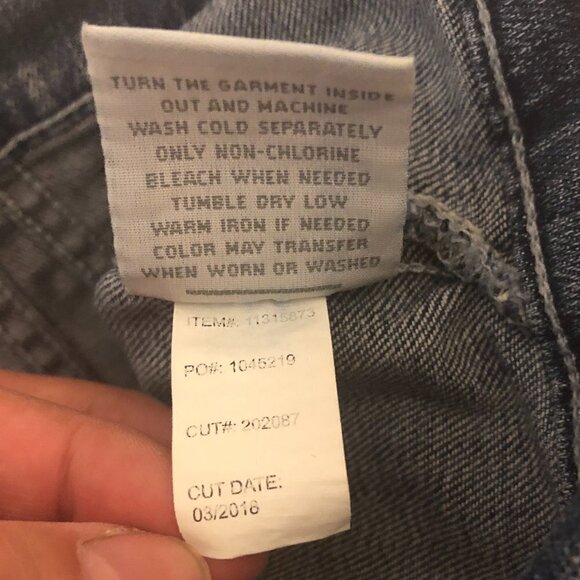 TURN THE GARMENT INSIDE
OUT AND MACHINE
WASH COLD SEPARATELY
ONLY NON-CHLORINE
BLEACH WHEN NEEDED
TUMBLE DRY LOW
WARM IRON IF NEEDED
COLOR MAY TRANSFER
WHEN WORN OR WASHED
ITEM#: 11315873
PO#: 1045219
CUT#: 202087
CUT DATE:
03/2018